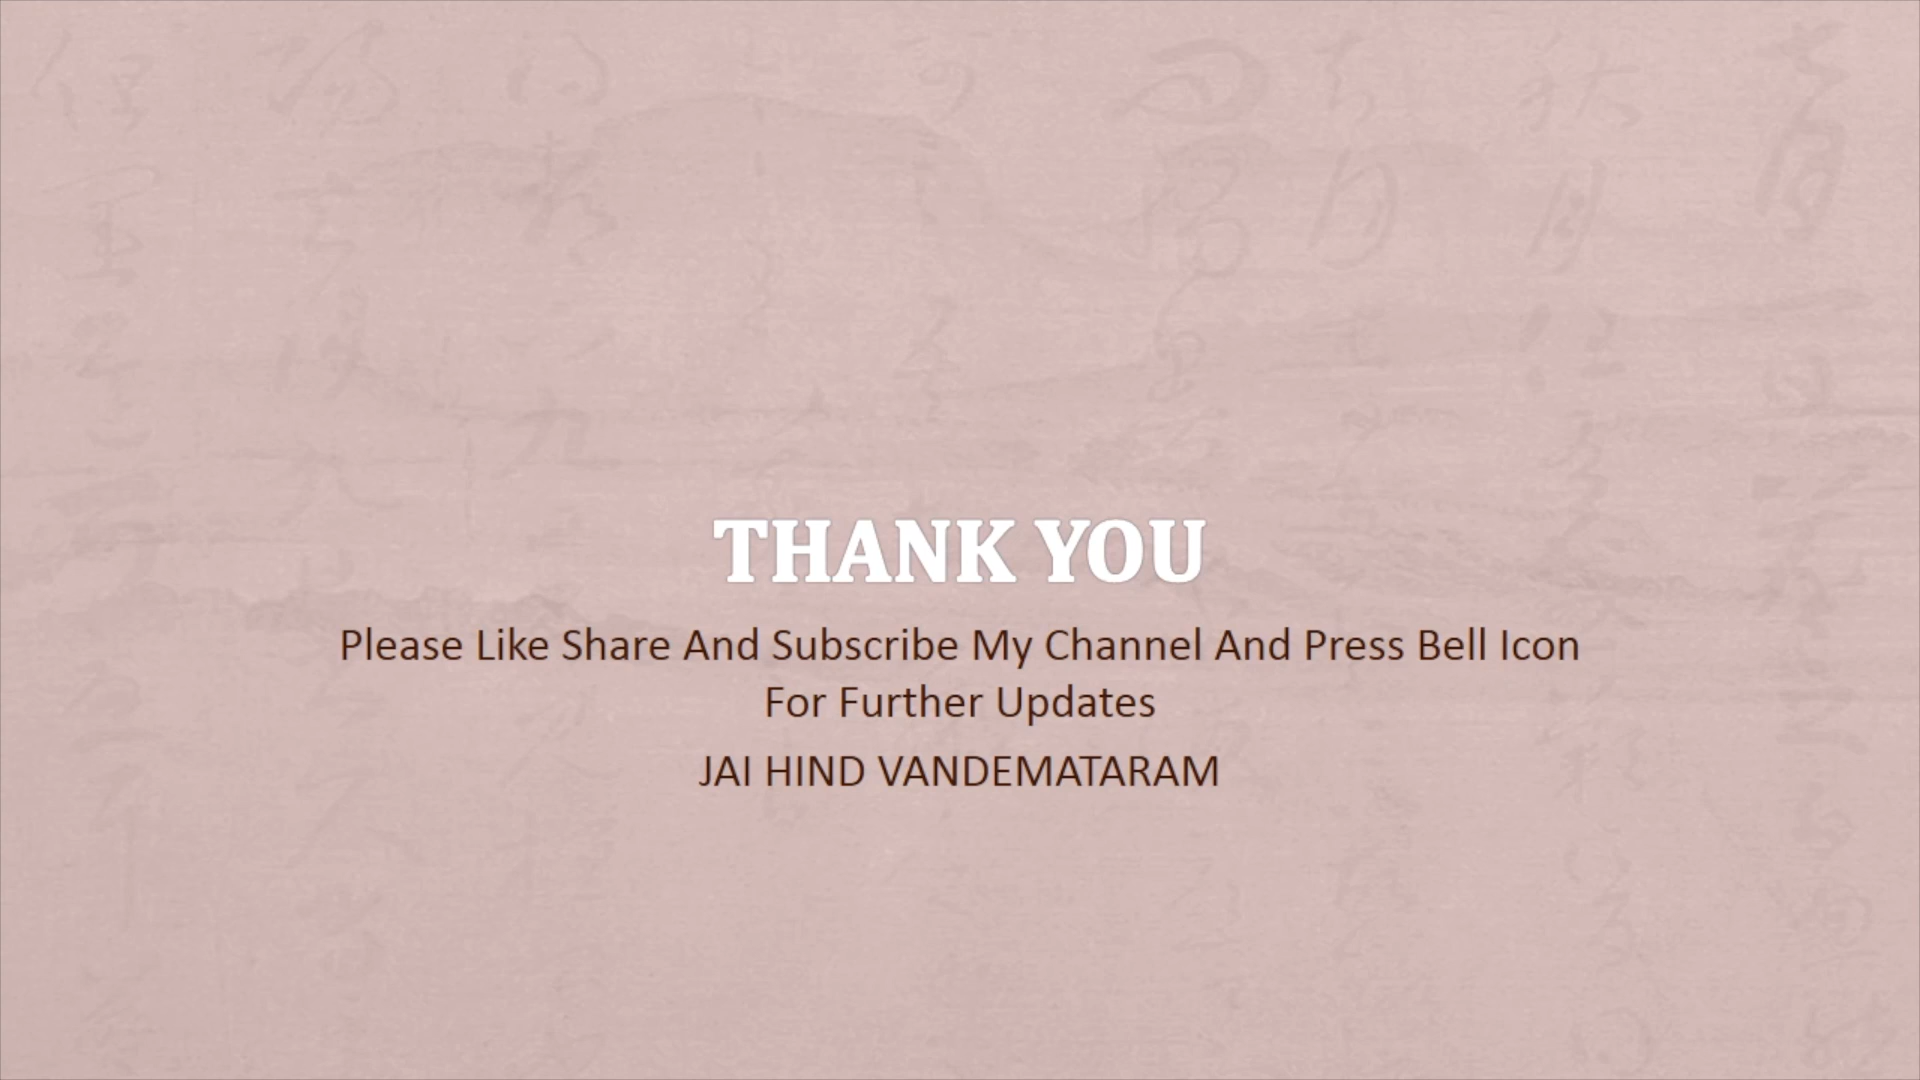 THANK YOU
Please Like Share And Subscribe My Channel And Press Bell Icon
For Further Updates
JAI HIND VANDEMATARAM